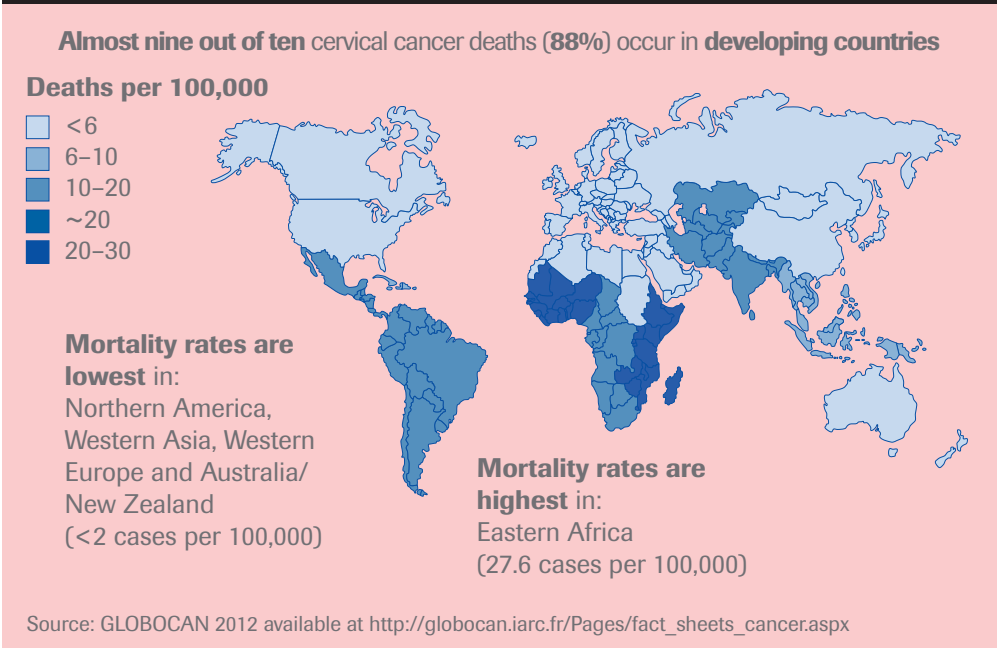 Almost nine out of ten cervical cancer deaths (88%) occur in developing countries
Deaths per 100,000
<6
6–10
10–20
~20
20–30
Mortality rates are
lowest in:
Northern America,
Western Asia, Western
Europe and Australia/
New Zealand
(<2 cases per 100,000)
Mortality rates are
highest in:
Eastern Africa
(27.6 cases per 100,000)
Source: GLOBOCAN 2012 available at http://globocan.iarc.fr/Pages/fact_sheets_cancer.aspx